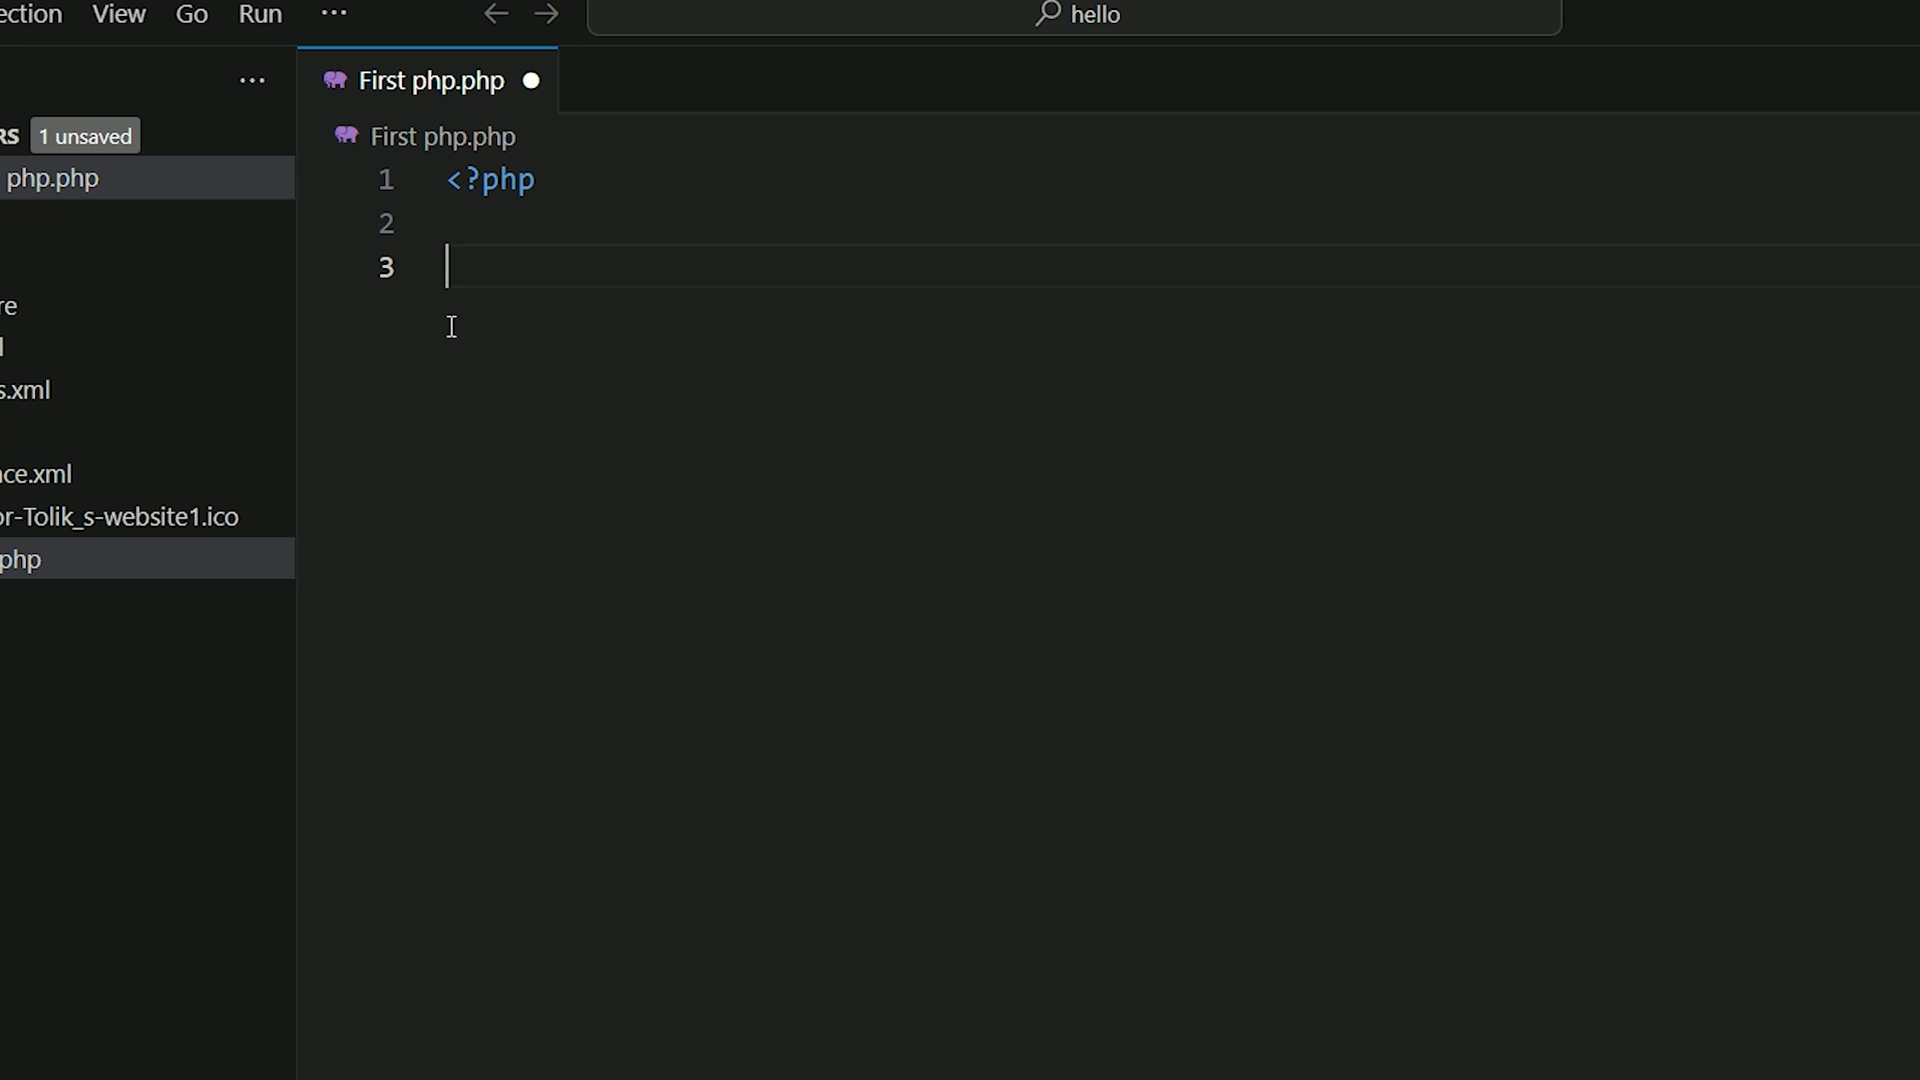 ection View Go Run ··· ← → hello
···
First php.php
RS 1 unsaved
First php.php
php.php
1 <?php
2
3
re
l
s.xml
ce.xml
or-Tolik_s-website1.ico
php